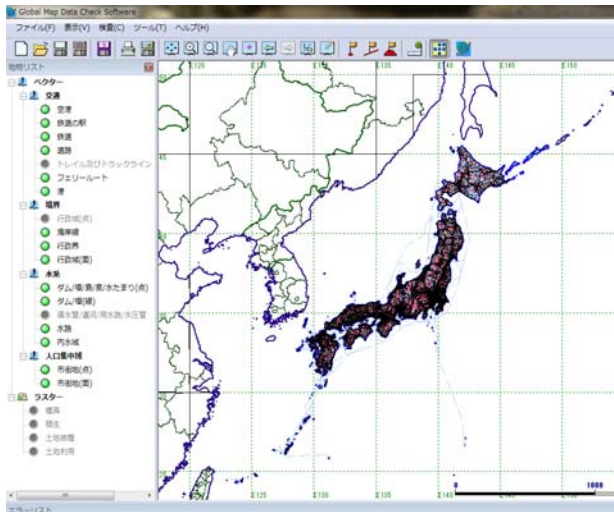 Global Map Data Check Software
ファイル(F) 表示(V) 検査(C) ツール(T) ヘルプ(H)
地物リスト
ベクター
交通
空港
鉄道の駅
鉄道
道路
トレイル及びトラックライン
フェリールート
港
境界
行政域(点)
海岸線
行政界
行政域(面)
水系
ダム/堰/島/泉/水たまり(点)
ダム/堰(線)
導水管/運河/用水路/水圧管
水路
内水域
人口集中域
市街地(点)
市街地(面)
ラスター
標高
植生
土地被覆
土地利用
E120 E125 E130 E135 E140 E145 E150
E125 E130 E135 E140
0 1000
エラーリスト